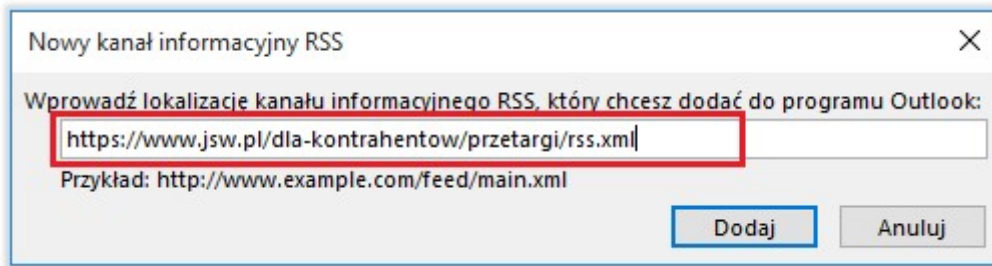 Nowy kanał informacyjny RSS
Wprowadź lokalizację kanału informacyjnego RSS, który chcesz dodać do programu Outlook:
https://www.jsw.pl/dla-kontrahentow/przetargi/rss.xml
Przykład: http://www.example.com/feed/main.xml
Dodaj Anuluj